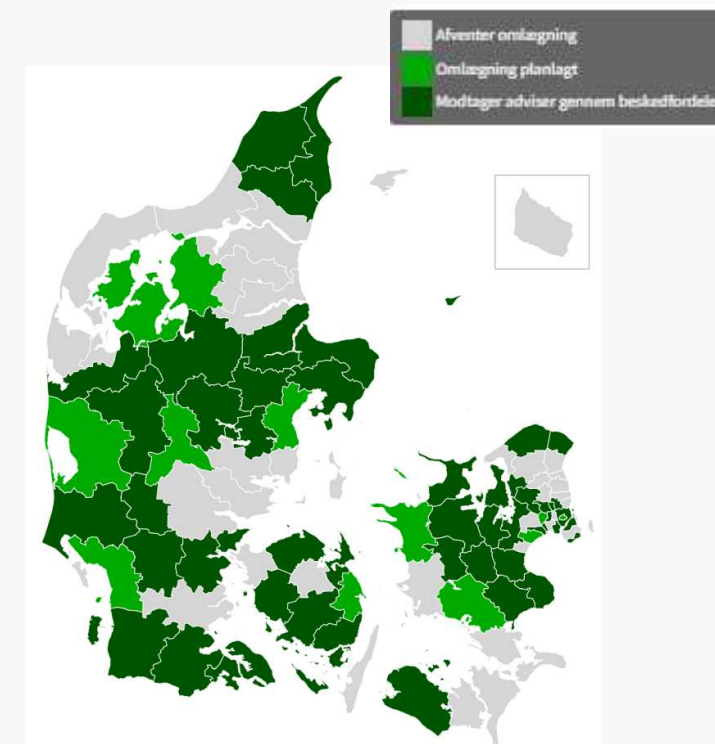 Afventer omlægning
Omlægning planlagt
Modtager adviser gennem beskedfordele